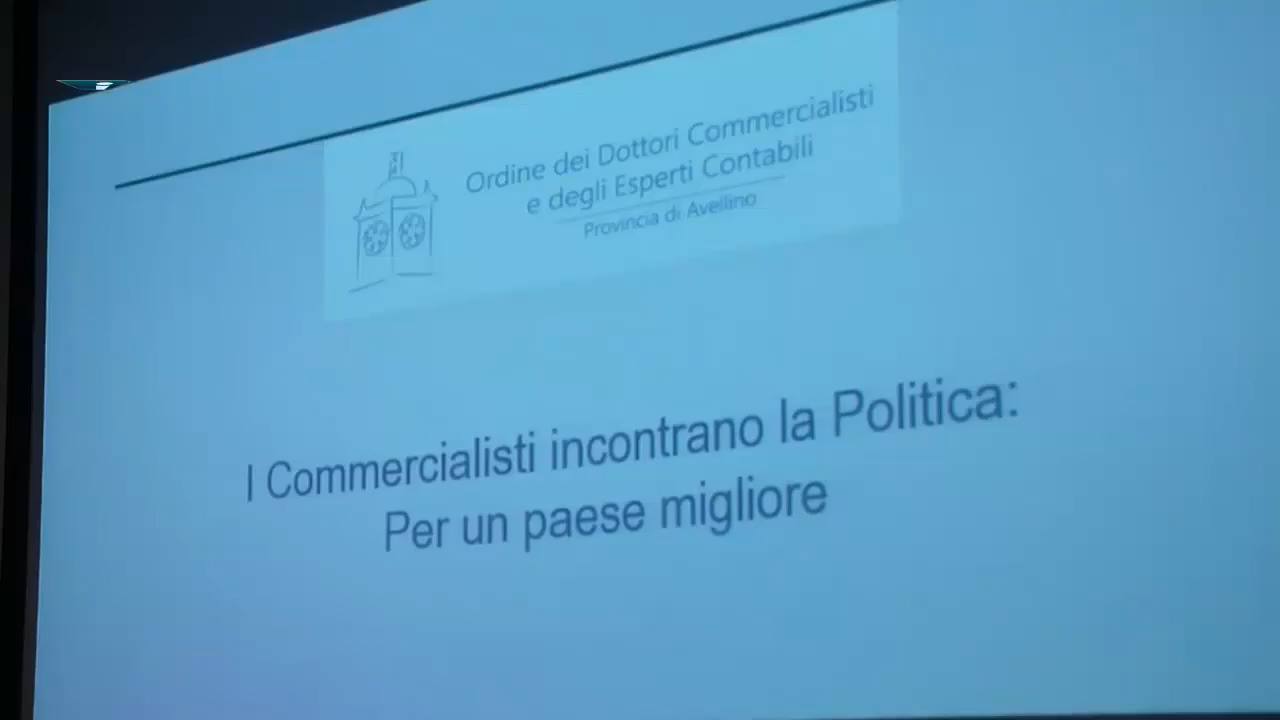 Ordine dei Dottori Commercialisti
e degli Esperti Contabili
Provincia di Avellino
I Commercialisti incontrano la Politica:
Per un paese migliore